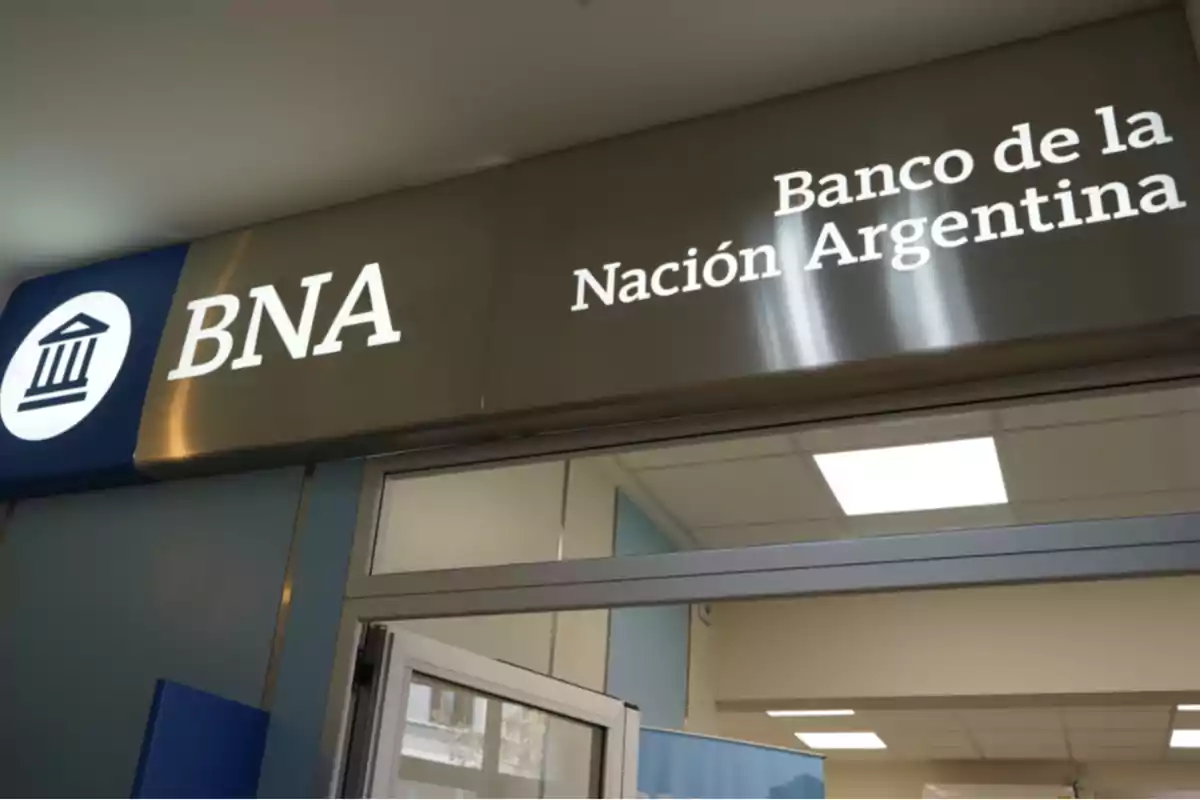 BNA
Banco de la
Nación Argentina